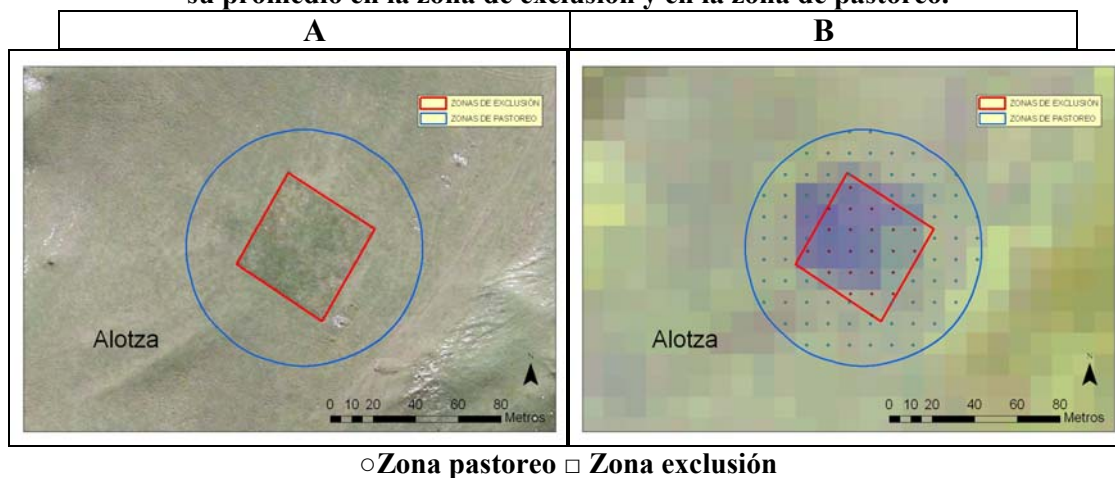 su promedio en la zona de exclusión y en la zona de pastoreo.
A B
ZONAS DE EXCLUSIÓN ZONAS DE EXCLUSIÓN
ZONAS DE PASTOREO ZONAS DE PASTOREO
Alotza Alotza
N N
0 10 20 40 60 80 0 10 20 40 60 80
Metros Metros
○Zona pastoreo □ Zona exclusión